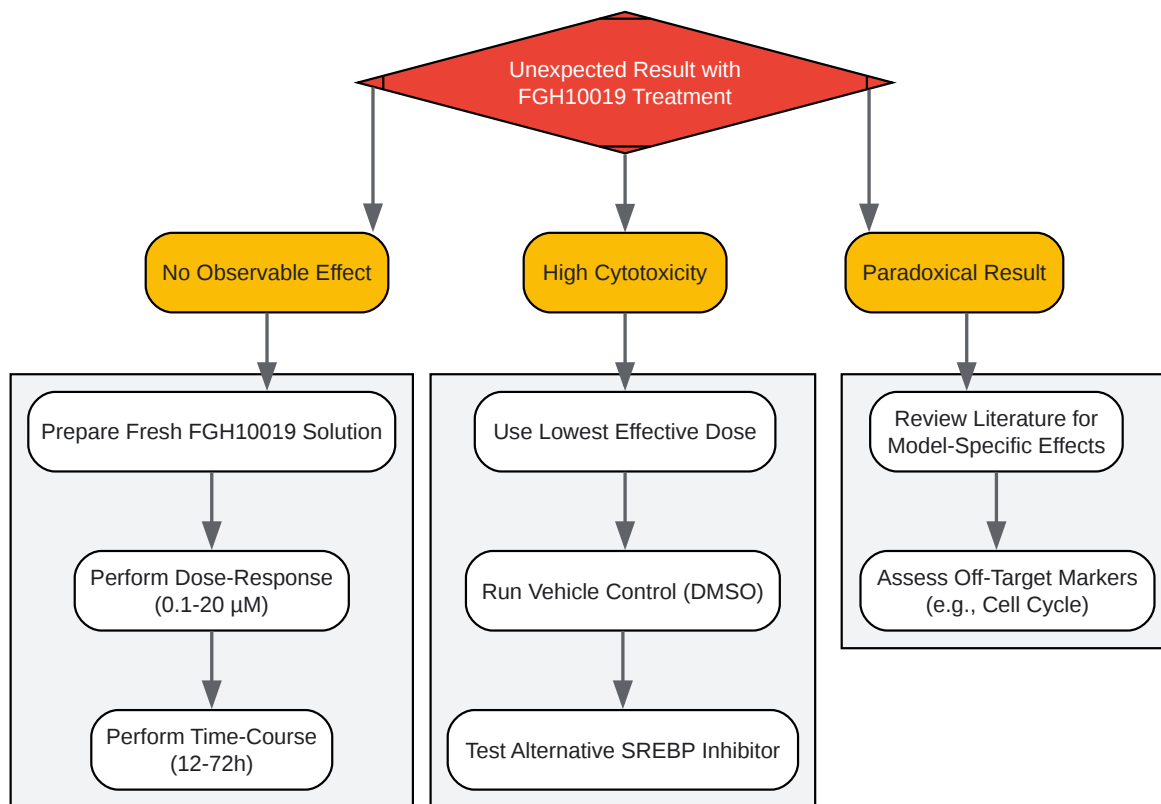 Unexpected Result with
FGH10019 Treatment
No Observable Effect
High Cytotoxicity
Paradoxical Result
Prepare Fresh FGH10019 Solution
Perform Dose-Response
(0.1-20 µM)
Perform Time-Course
(12-72h)
Use Lowest Effective Dose
Run Vehicle Control (DMSO)
Test Alternative SREBP Inhibitor
Review Literature for
Model-Specific Effects
Assess Off-Target Markers
(e.g., Cell Cycle)